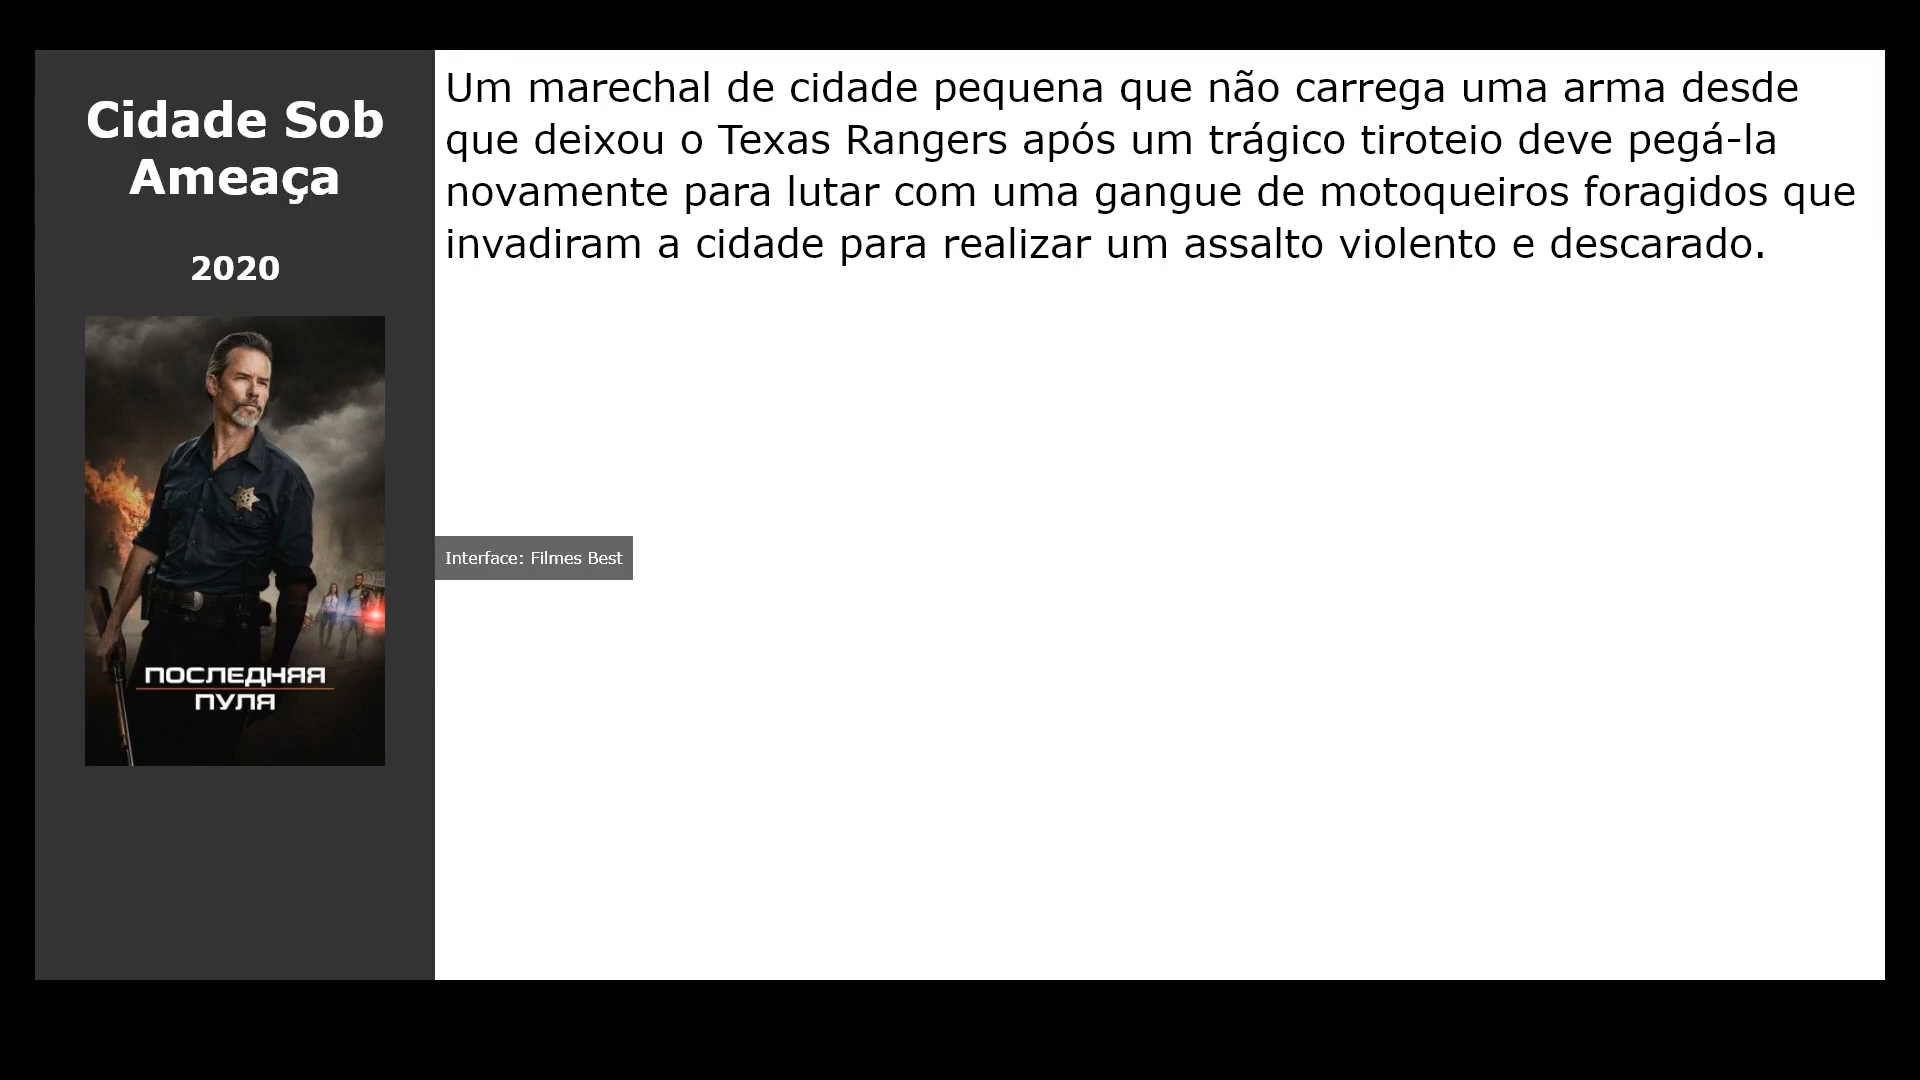 Cidade Sob
Ameaça
2020
ПОСЛЕДНЯЯ
ПУЛЯ
Um marechal de cidade pequena que não carrega uma arma desde
que deixou o Texas Rangers após um trágico tiroteio deve pegá-la
novamente para lutar com uma gangue de motoqueiros foragidos que
invadiram a cidade para realizar um assalto violento e descarado.
Interface: Filmes Best